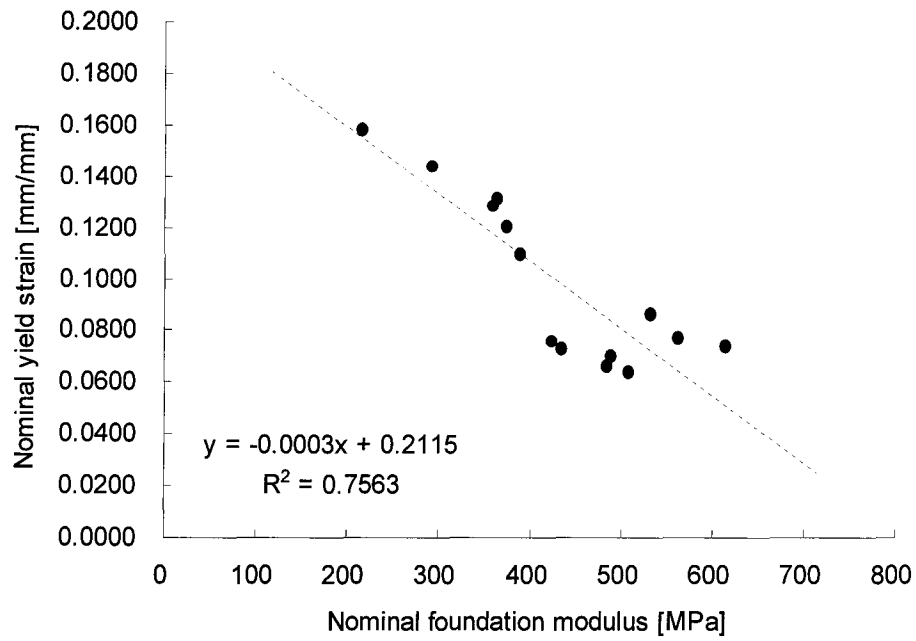 0.2000
0.1800
0.1600
0.1400
0.1200
0.1000
0.0800
0.0600
0.0400
0.0200
0.0000
Nominal yield strain [mm/mm]
y = -0.0003x + 0.2115
R² = 0.7563
0 100 200 300 400 500 600 700 800
Nominal foundation modulus [MPa]